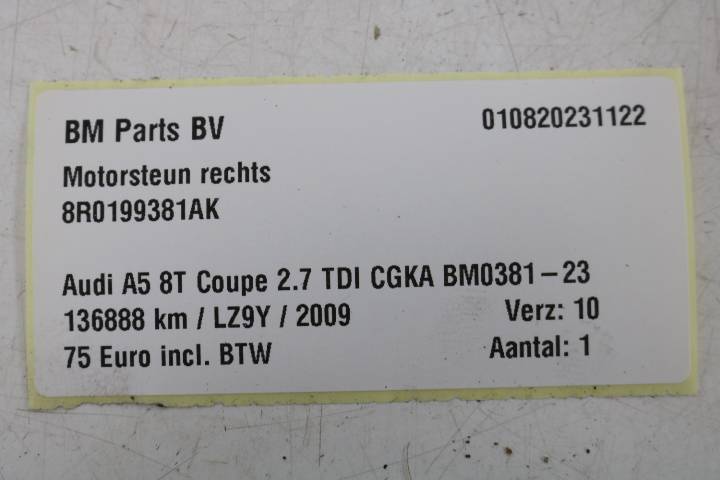 BM Parts BV 010820231122
Motorsteun rechts
8R0199381AK
Audi A5 8T Coupe 2.7 TDI CGKA BM0381-23
136888 km / LZ9Y / 2009 Verz: 10
75 Euro incl. BTW Aantal: 1